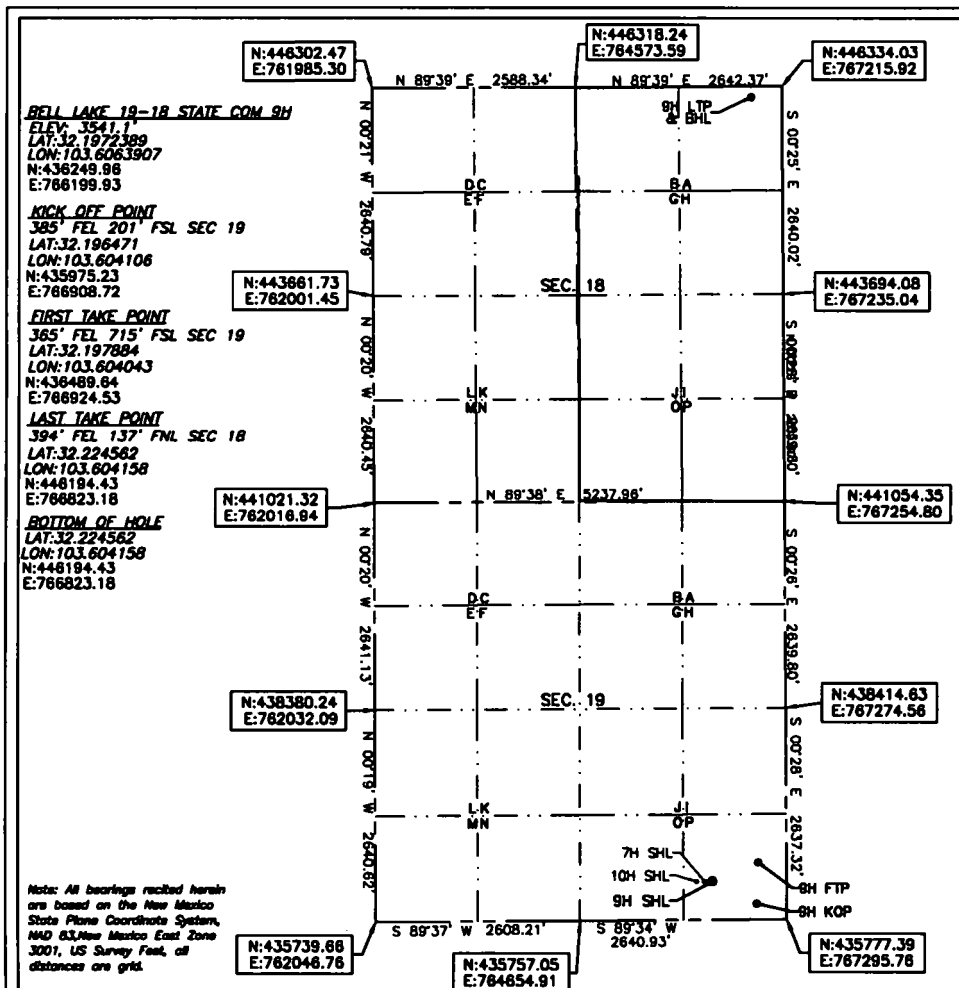 N:446302.47
E:761985.30
N:446318.24
E:764573.59
N:446334.03
E:767215.92
N 89°39' E 2588.34'
N 89°39' E 2642.37'
BELL LAKE 19-18 STATE COM 9H
ELEV: 3541.1'
LAT:32.1972389
LON:103.6063907
N:436249.96
E:766199.93
KICK OFF POINT
385' FEL 201' FSL SEC 19
LAT:32.196471
LON:103.604106
N:435975.23
E:766908.72
FIRST TAKE POINT
365' FEL 715' FSL SEC 19
LAT:32.197884
LON:103.604043
N:436489.64
E:766924.53
LAST TAKE POINT
394' FEL 137' FNL SEC 18
LAT:32.224562
LON:103.604158
N:446194.43
E:766823.18
BOTTOM OF HOLE
LAT:32.224562
LON:103.604158
N:446194.43
E:766823.18
N 00°21' W 2640.79'
9H LTP
& BHL
S 00°25' E 2640.02'
D C
E F
B A
G H
N:443661.73
E:762001.45
SEC. 18
N:443694.08
E:767235.04
N 00°20' W 2640.45'
L K
M N
J I
O P
N:441021.32
E:762016.94
N 89°38' E 5237.96'
N:441054.35
E:767254.80
N 00°20' W 2641.13'
S 00°26' E 2639.80'
D C
E F
B A
G H
N:438380.24
E:762032.09
SEC. 19
N:438414.63
E:767274.56
N 00°19' W 2640.62'
S 00°28' E 2637.32'
L K
M N
J I
O P
7H SHL
10H SHL
9H SHL
9H FTP
9H KOP
Note: All bearings recited herein
are based on the New Mexico
State Plane Coordinate System,
NAD 83,New Mexico East Zone
3001, US Survey Feet, all
distances are grid.
N:435739.66
E:762046.76
S 89°37' W 2608.21'
S 89°34' W
2640.93'
N:435757.05
E:764654.91
N:435777.39
E:767295.76